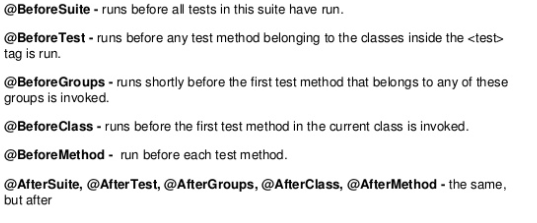 @BeforeSuite - runs before all tests in this suite have run.
@BeforeTest - runs before any test method belonging to the classes inside the <test>
tag is run.
@BeforeGroups - runs shortly before the first test method that belongs to any of these
groups is invoked.
@BeforeClass - runs before the first test method in the current class is invoked.
@BeforeMethod - run before each test method.
@AfterSuite, @AfterTest, @AfterGroups, @AfterClass, @AfterMethod - the same,
but after